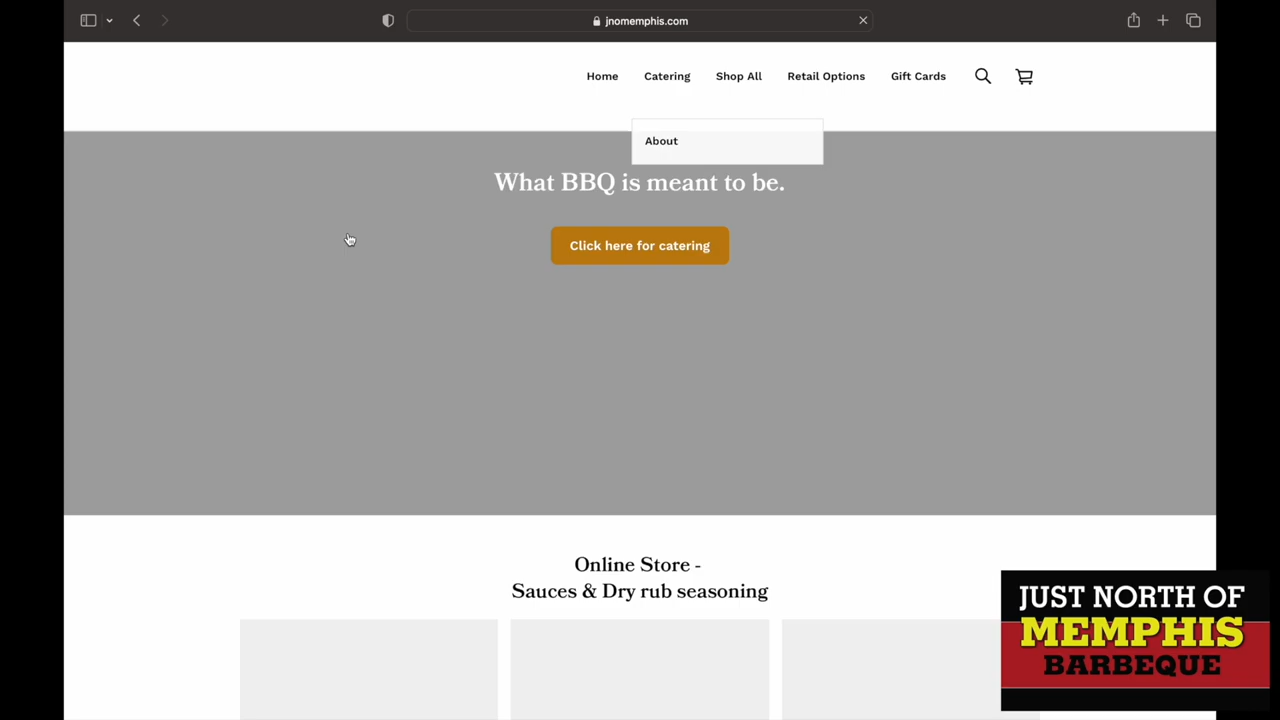 jnomemphis.com
Home Catering Shop All Retail Options Gift Cards
About
What BBQ is meant to be.
Click here for catering
Online Store -
Sauces & Dry rub seasoning
JUST NORTH OF
MEMPHIS
BARBEQUE